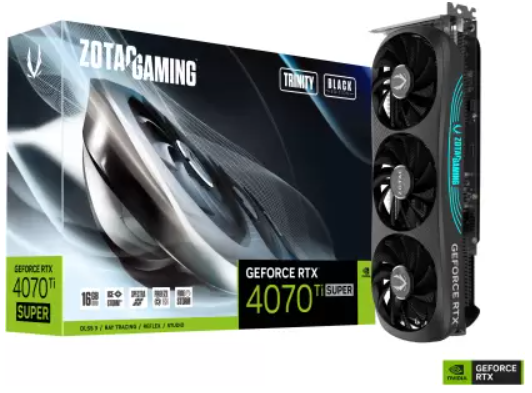 ZOTAC GAMING
TRINITY BLACK
GEFORCE RTX
4070 Ti
SUPER
16GB
DLSS 3 / RAY TRACING / REFLEX / STUDIO
GEFORCE RTX
4070 Ti SUPER
ZOTAC
ZOTAC GAMING
GEFORCE RTX
NVIDIA
GEFORCE
RTX